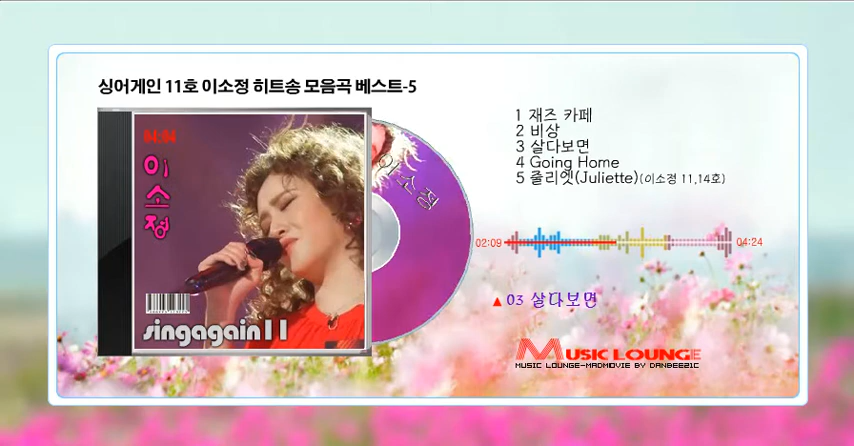 싱어게인 11호 이소정 히트송 모음곡 베스트-5
04:04
이소정
singagain11
이소정
1 재즈 카페
2 비상
3 살다보면
4 Going Home
5 줄리엣(Juliette)(이소정 11,14호)
02:09
04:24
▲03 살다보면
MUSIC LOUNGE
MUSIC LOUNGE-MADMOVIE BY DANBEE21C